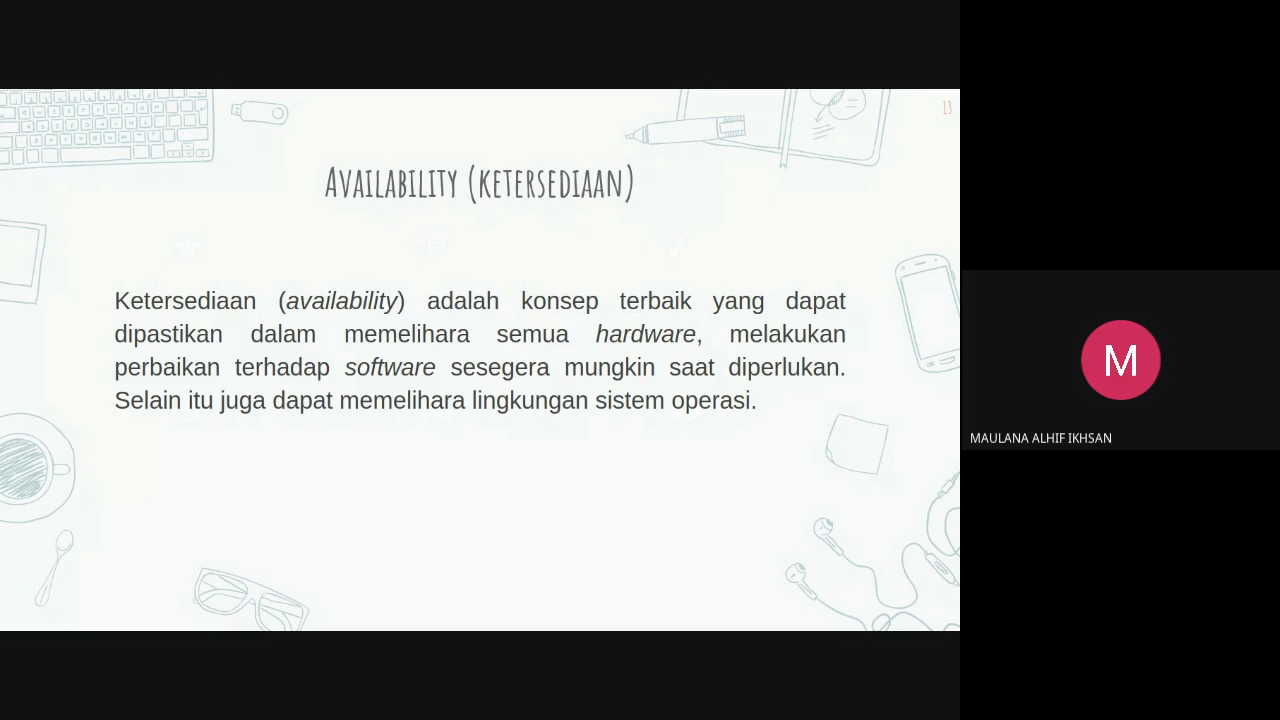 13
AVAILABILITY (KETERSEDIAAN)
Ketersediaan (availability) adalah konsep terbaik yang dapat
dipastikan dalam memelihara semua hardware, melakukan
perbaikan terhadap software sesegera mungkin saat diperlukan.
Selain itu juga dapat memelihara lingkungan sistem operasi.
M
MAULANA ALHIF IKHSAN